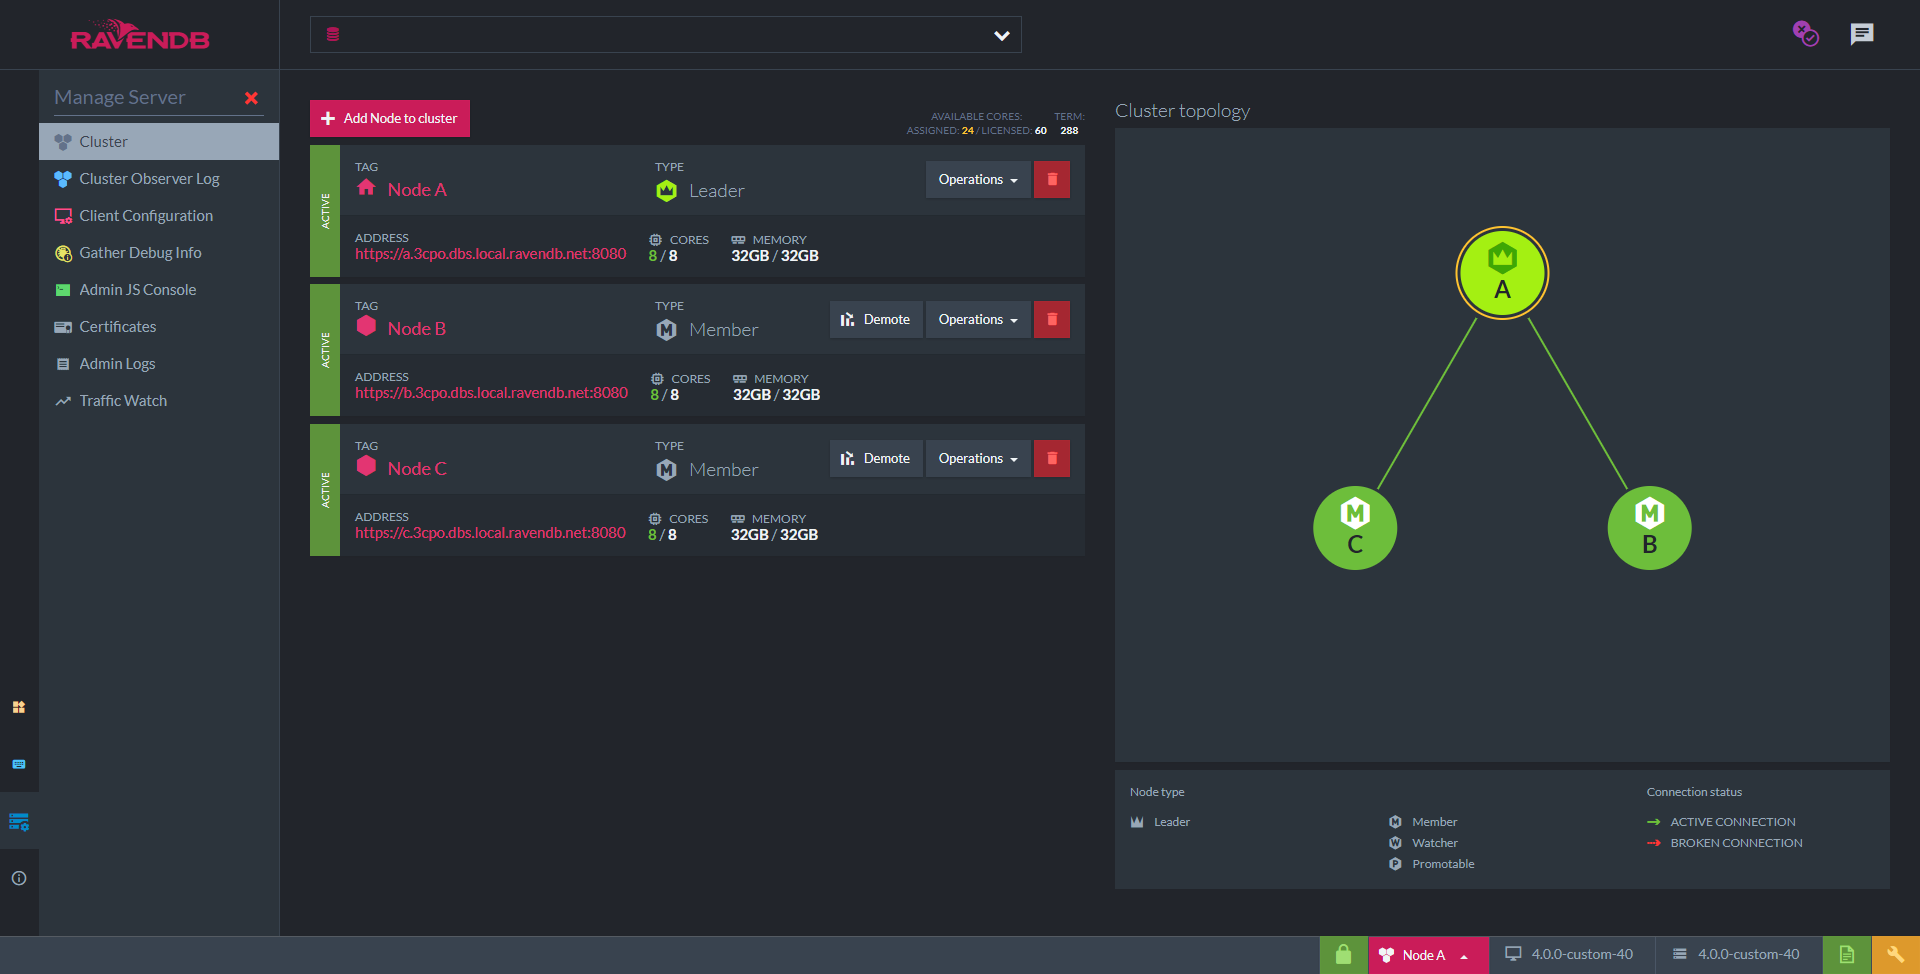 RAVENDB
Manage Server
Cluster
Cluster Observer Log
Client Configuration
Gather Debug Info
Admin JS Console
Certificates
Admin Logs
Traffic Watch
Add Node to cluster
AVAILABLE CORES: TERM:
ASSIGNED: 24 / LICENSED: 60 288
ACTIVE
TAG TYPE
Node A Leader Operations
ADDRESS CORES MEMORY
https://a.3cpo.dbs.local.ravendb.net:8080 8 / 8 32GB / 32GB
ACTIVE
TAG TYPE
Node B Member Demote Operations
ADDRESS CORES MEMORY
https://b.3cpo.dbs.local.ravendb.net:8080 8 / 8 32GB / 32GB
ACTIVE
TAG TYPE
Node C Member Demote Operations
ADDRESS CORES MEMORY
https://c.3cpo.dbs.local.ravendb.net:8080 8 / 8 32GB / 32GB
Cluster topology
A
M M
C B
Node type Connection status
Leader M Member ACTIVE CONNECTION
W Watcher BROKEN CONNECTION
P Promotable
Node A 4.0.0-custom-40 4.0.0-custom-40